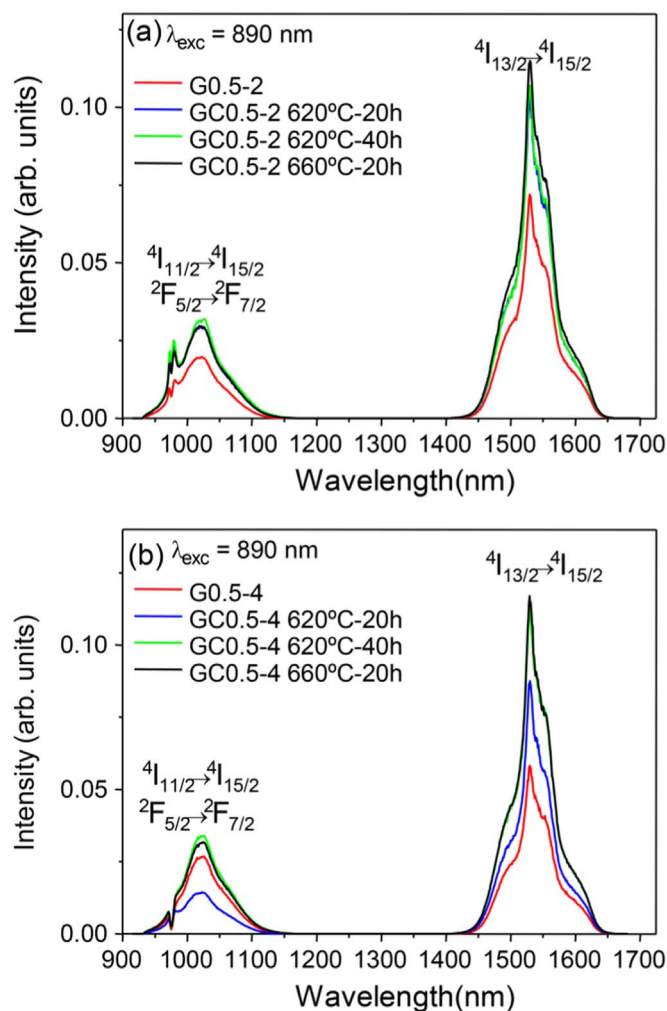 (a) λexc = 890 nm
⁴I13/2→⁴I15/2
G0.5-2
GC0.5-2 620ºC-20h
GC0.5-2 620ºC-40h
GC0.5-2 660ºC-20h
⁴I11/2→⁴I15/2
²F5/2→²F7/2
Intensity (arb. units)
0.10
0.05
0.00
900 950 1000 1050 1100 1300 1400 1500 1600 1700
Wavelength(nm)
(b) λexc = 890 nm
⁴I13/2→⁴I15/2
G0.5-4
GC0.5-4 620ºC-20h
GC0.5-4 620ºC-40h
GC0.5-4 660ºC-20h
⁴I11/2→⁴I15/2
²F5/2→²F7/2
Intensity (arb. units)
0.10
0.05
0.00
900 1000 1100 1200 1300 1400 1500 1600 1700
Wavelength(nm)